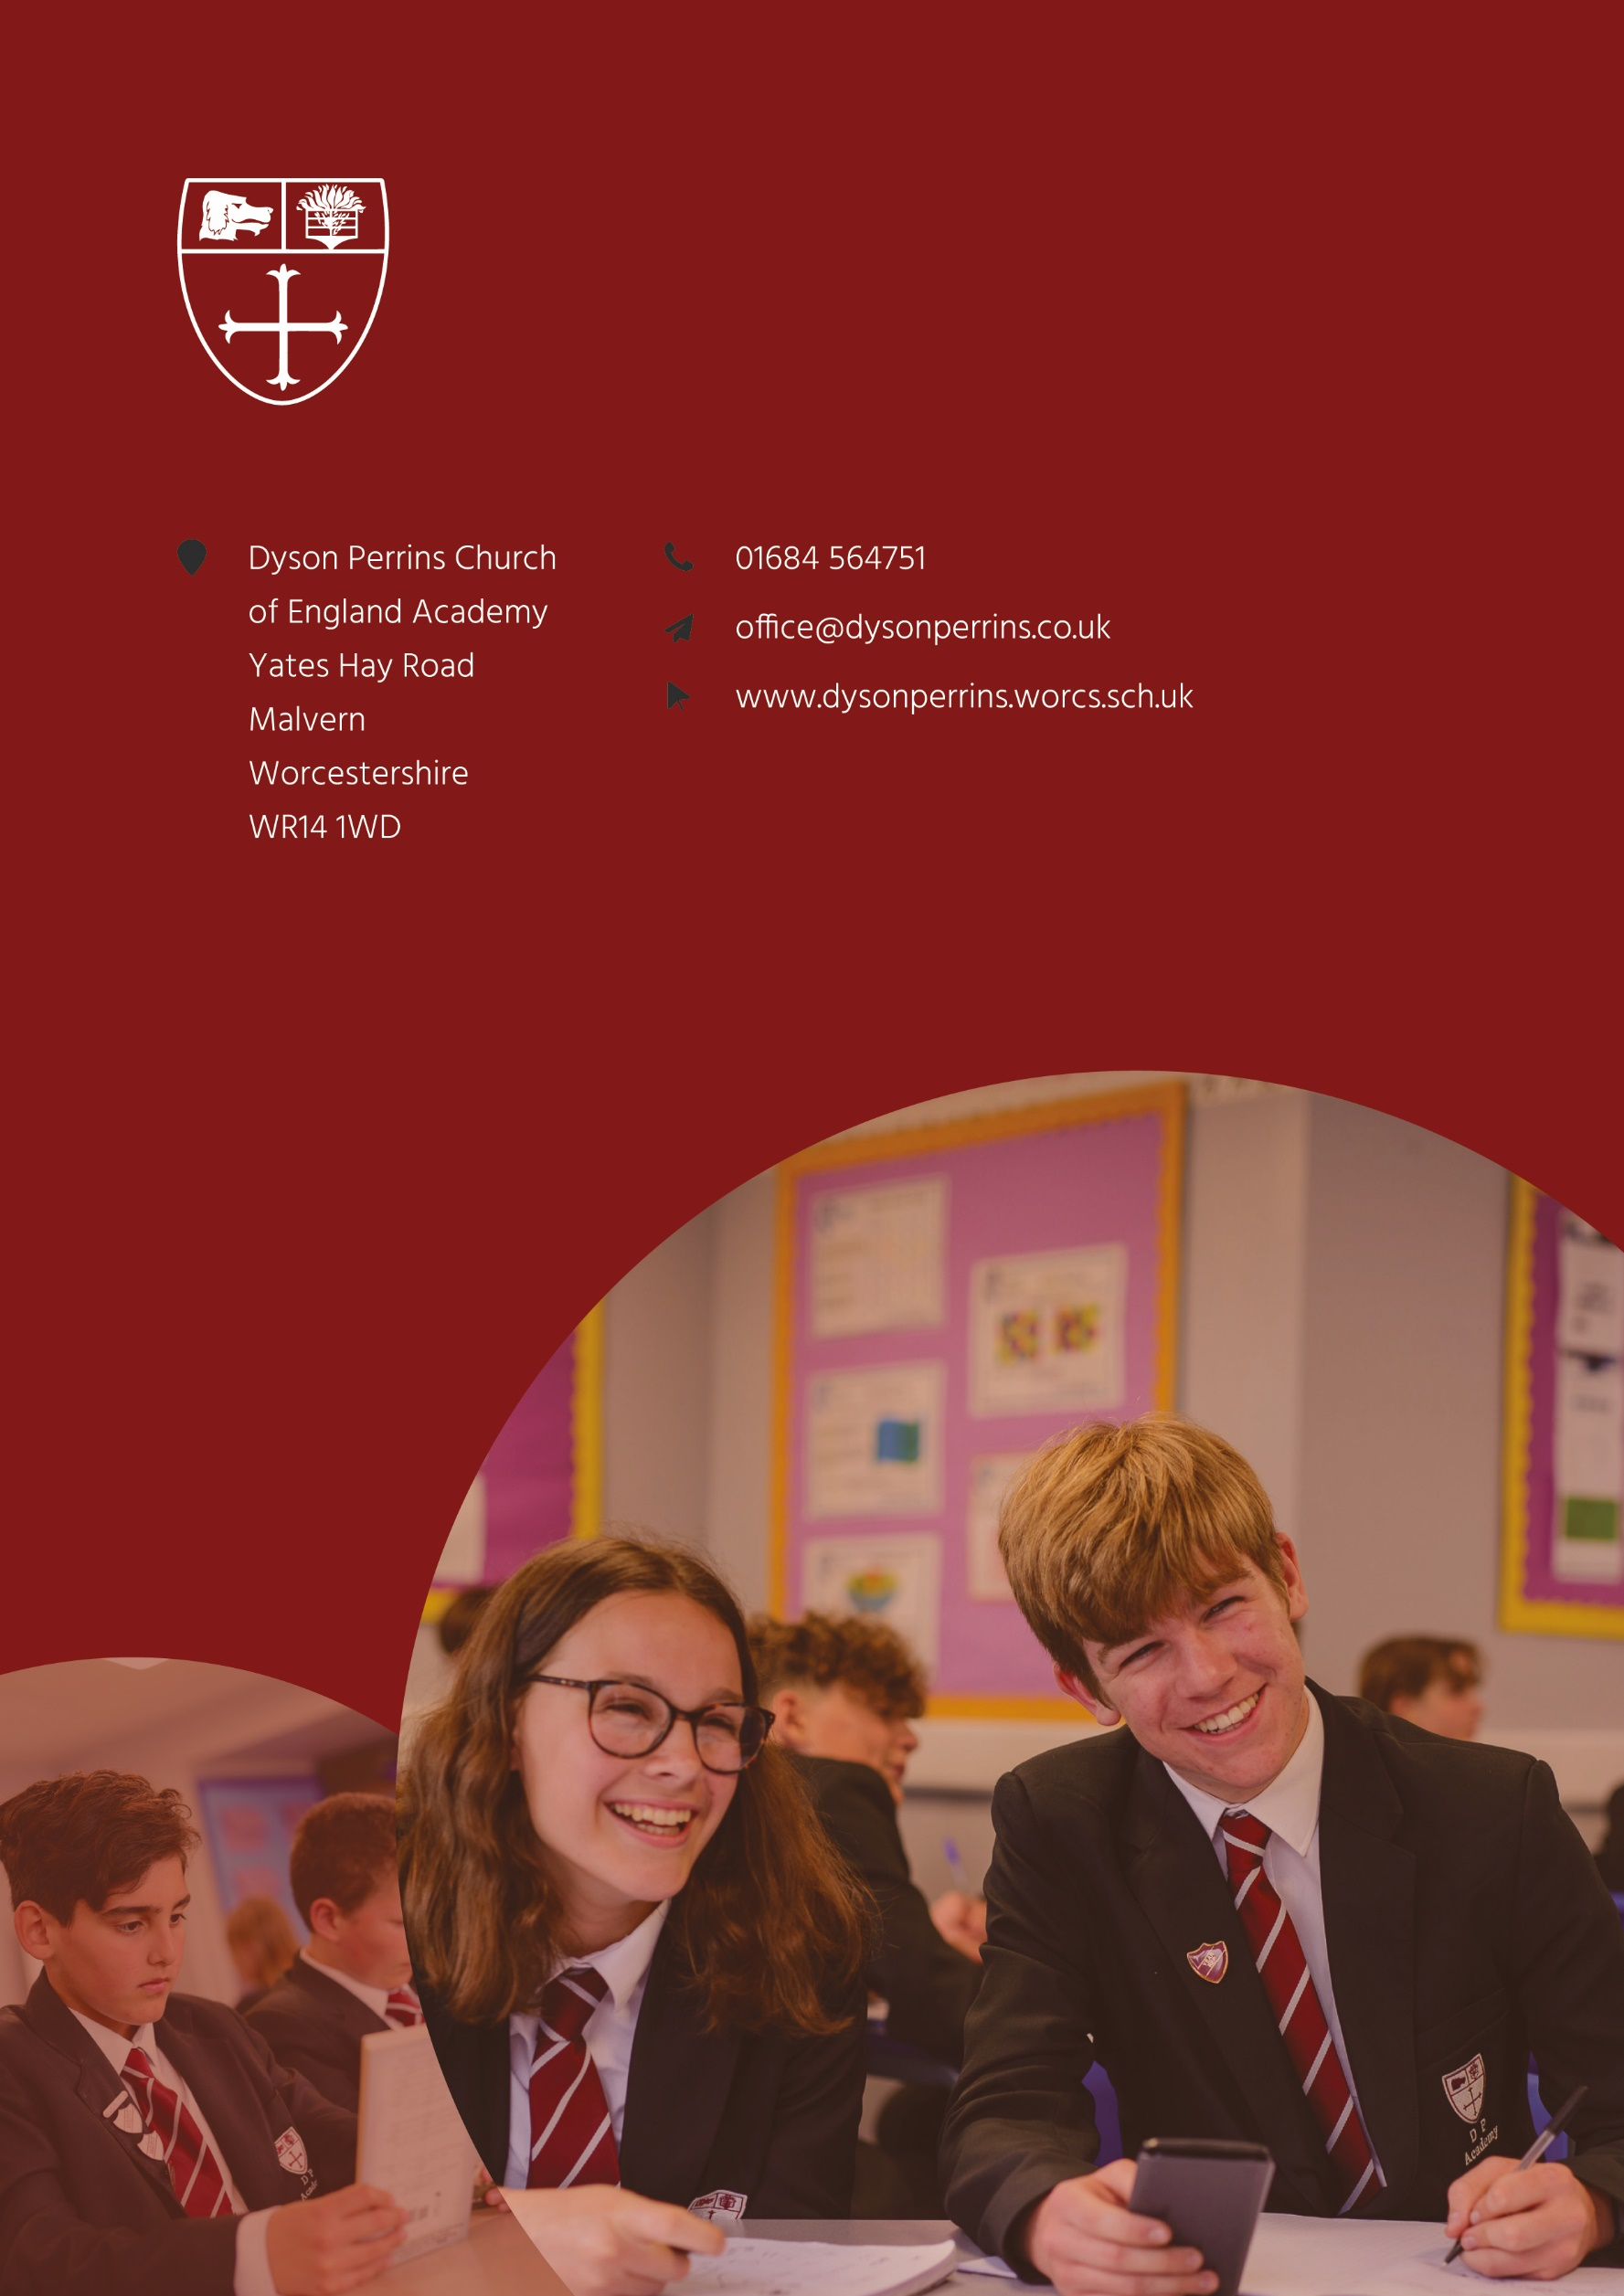 Dyson Perrins Church
of England Academy
Yates Hay Road
Malvern
Worcestershire
WR14 1WD
01684 564751
office@dysonperrins.co.uk
www.dysonperrins.worcs.sch.uk
D P
Academy
D P